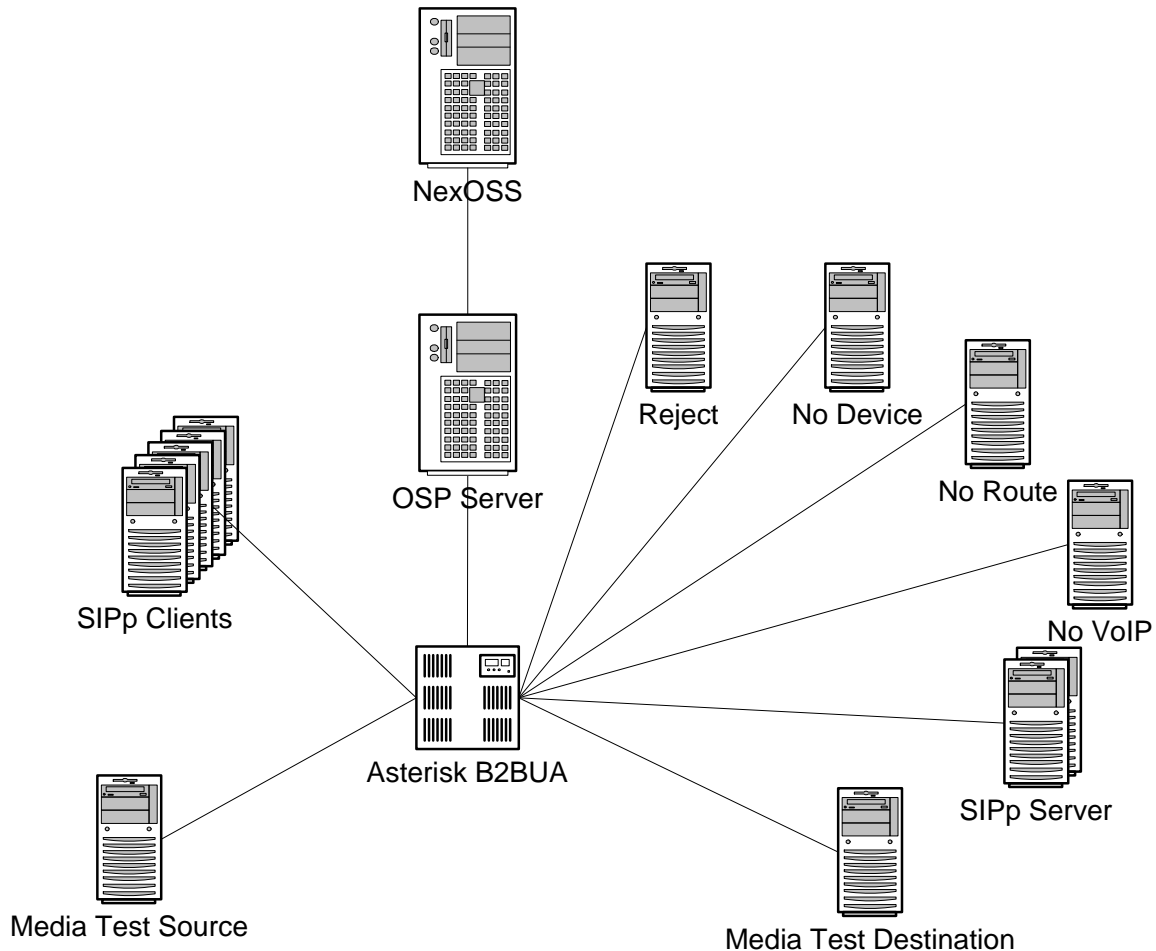 NexOSS
Reject
No Device
OSP Server
No Route
SIPp Clients
No VoIP
Asterisk B2BUA
SIPp Server
Media Test Source
Media Test Destination